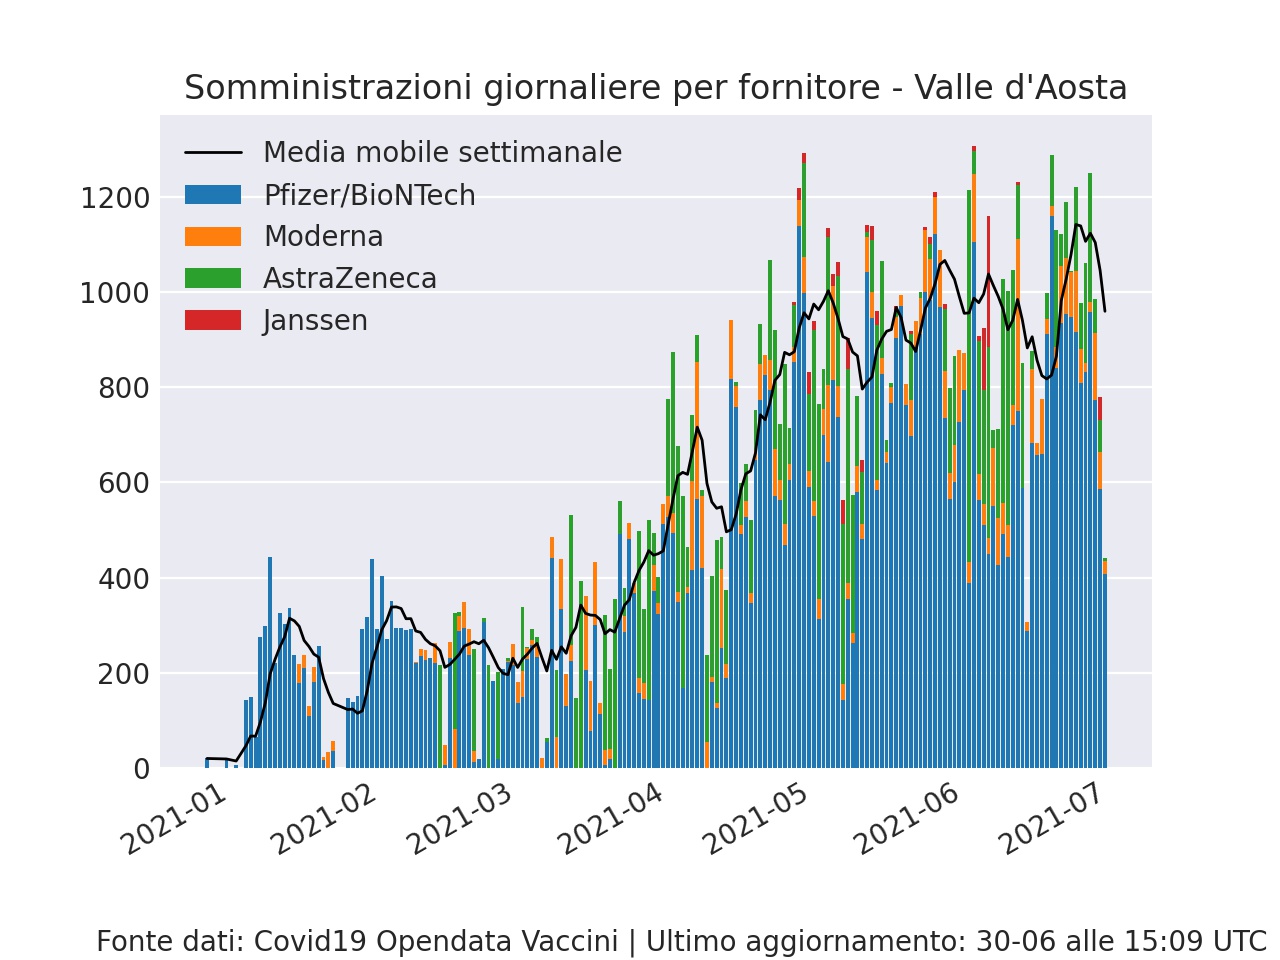 Somministrazioni giornaliere per fornitore - Valle d'Aosta
Media mobile settimanale
Pfizer/BioNTech
Moderna
AstraZeneca
Janssen
1200
1000
800
600
400
200
0
2021-01
2021-02
2021-03
2021-04
2021-05
2021-06
2021-07
Fonte dati: Covid19 Opendata Vaccini | Ultimo aggiornamento: 30-06 alle 15:09 UTC